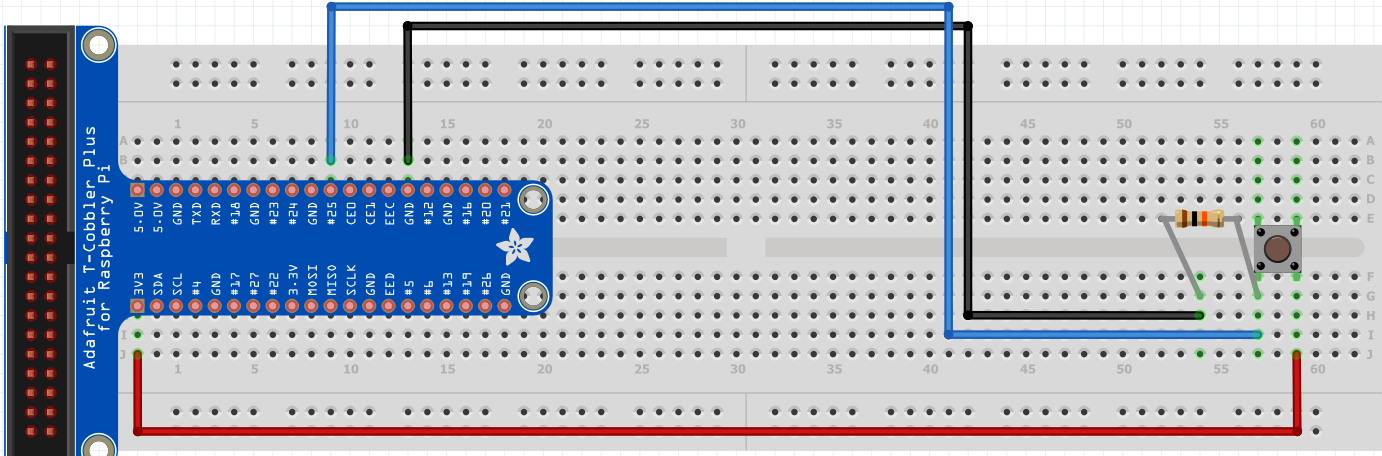 1 5 10 15 20 25 30 35 40 45 50 55 60
A A
B B
C
D
E
5.0V 5.0V GND TXD RXD #18 GND #23 #24 GND #25 CE0 CE1 EEC GND #12 GND #16 #20 #21
3V3 SDA SCL #4 GND #17 #27 #22 3.3V MOSI MISO SCLK GND EED #5 #6 #13 #19 #26 GND
Adafruit T-Cobbler Plus
for Raspberry Pi
F
G
H
I I
J J
1 5 10 15 20 25 30 35 40 45 50 55 60